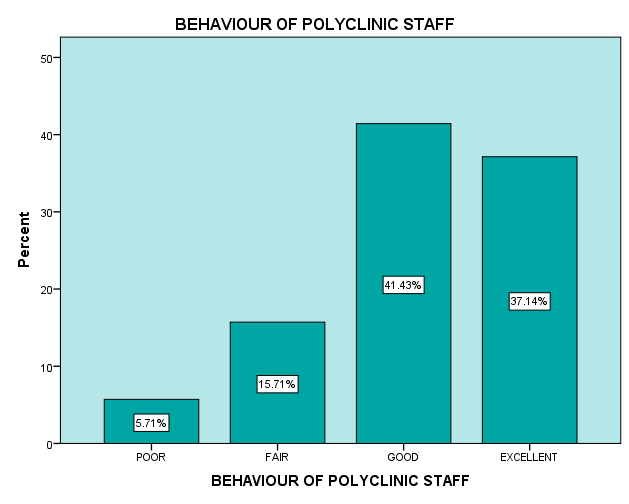 BEHAVIOUR OF POLYCLINIC STAFF
Percent
50
40
30
20
10
0
5.71%
15.71%
41.43%
37.14%
POOR FAIR GOOD EXCELLENT
BEHAVIOUR OF POLYCLINIC STAFF